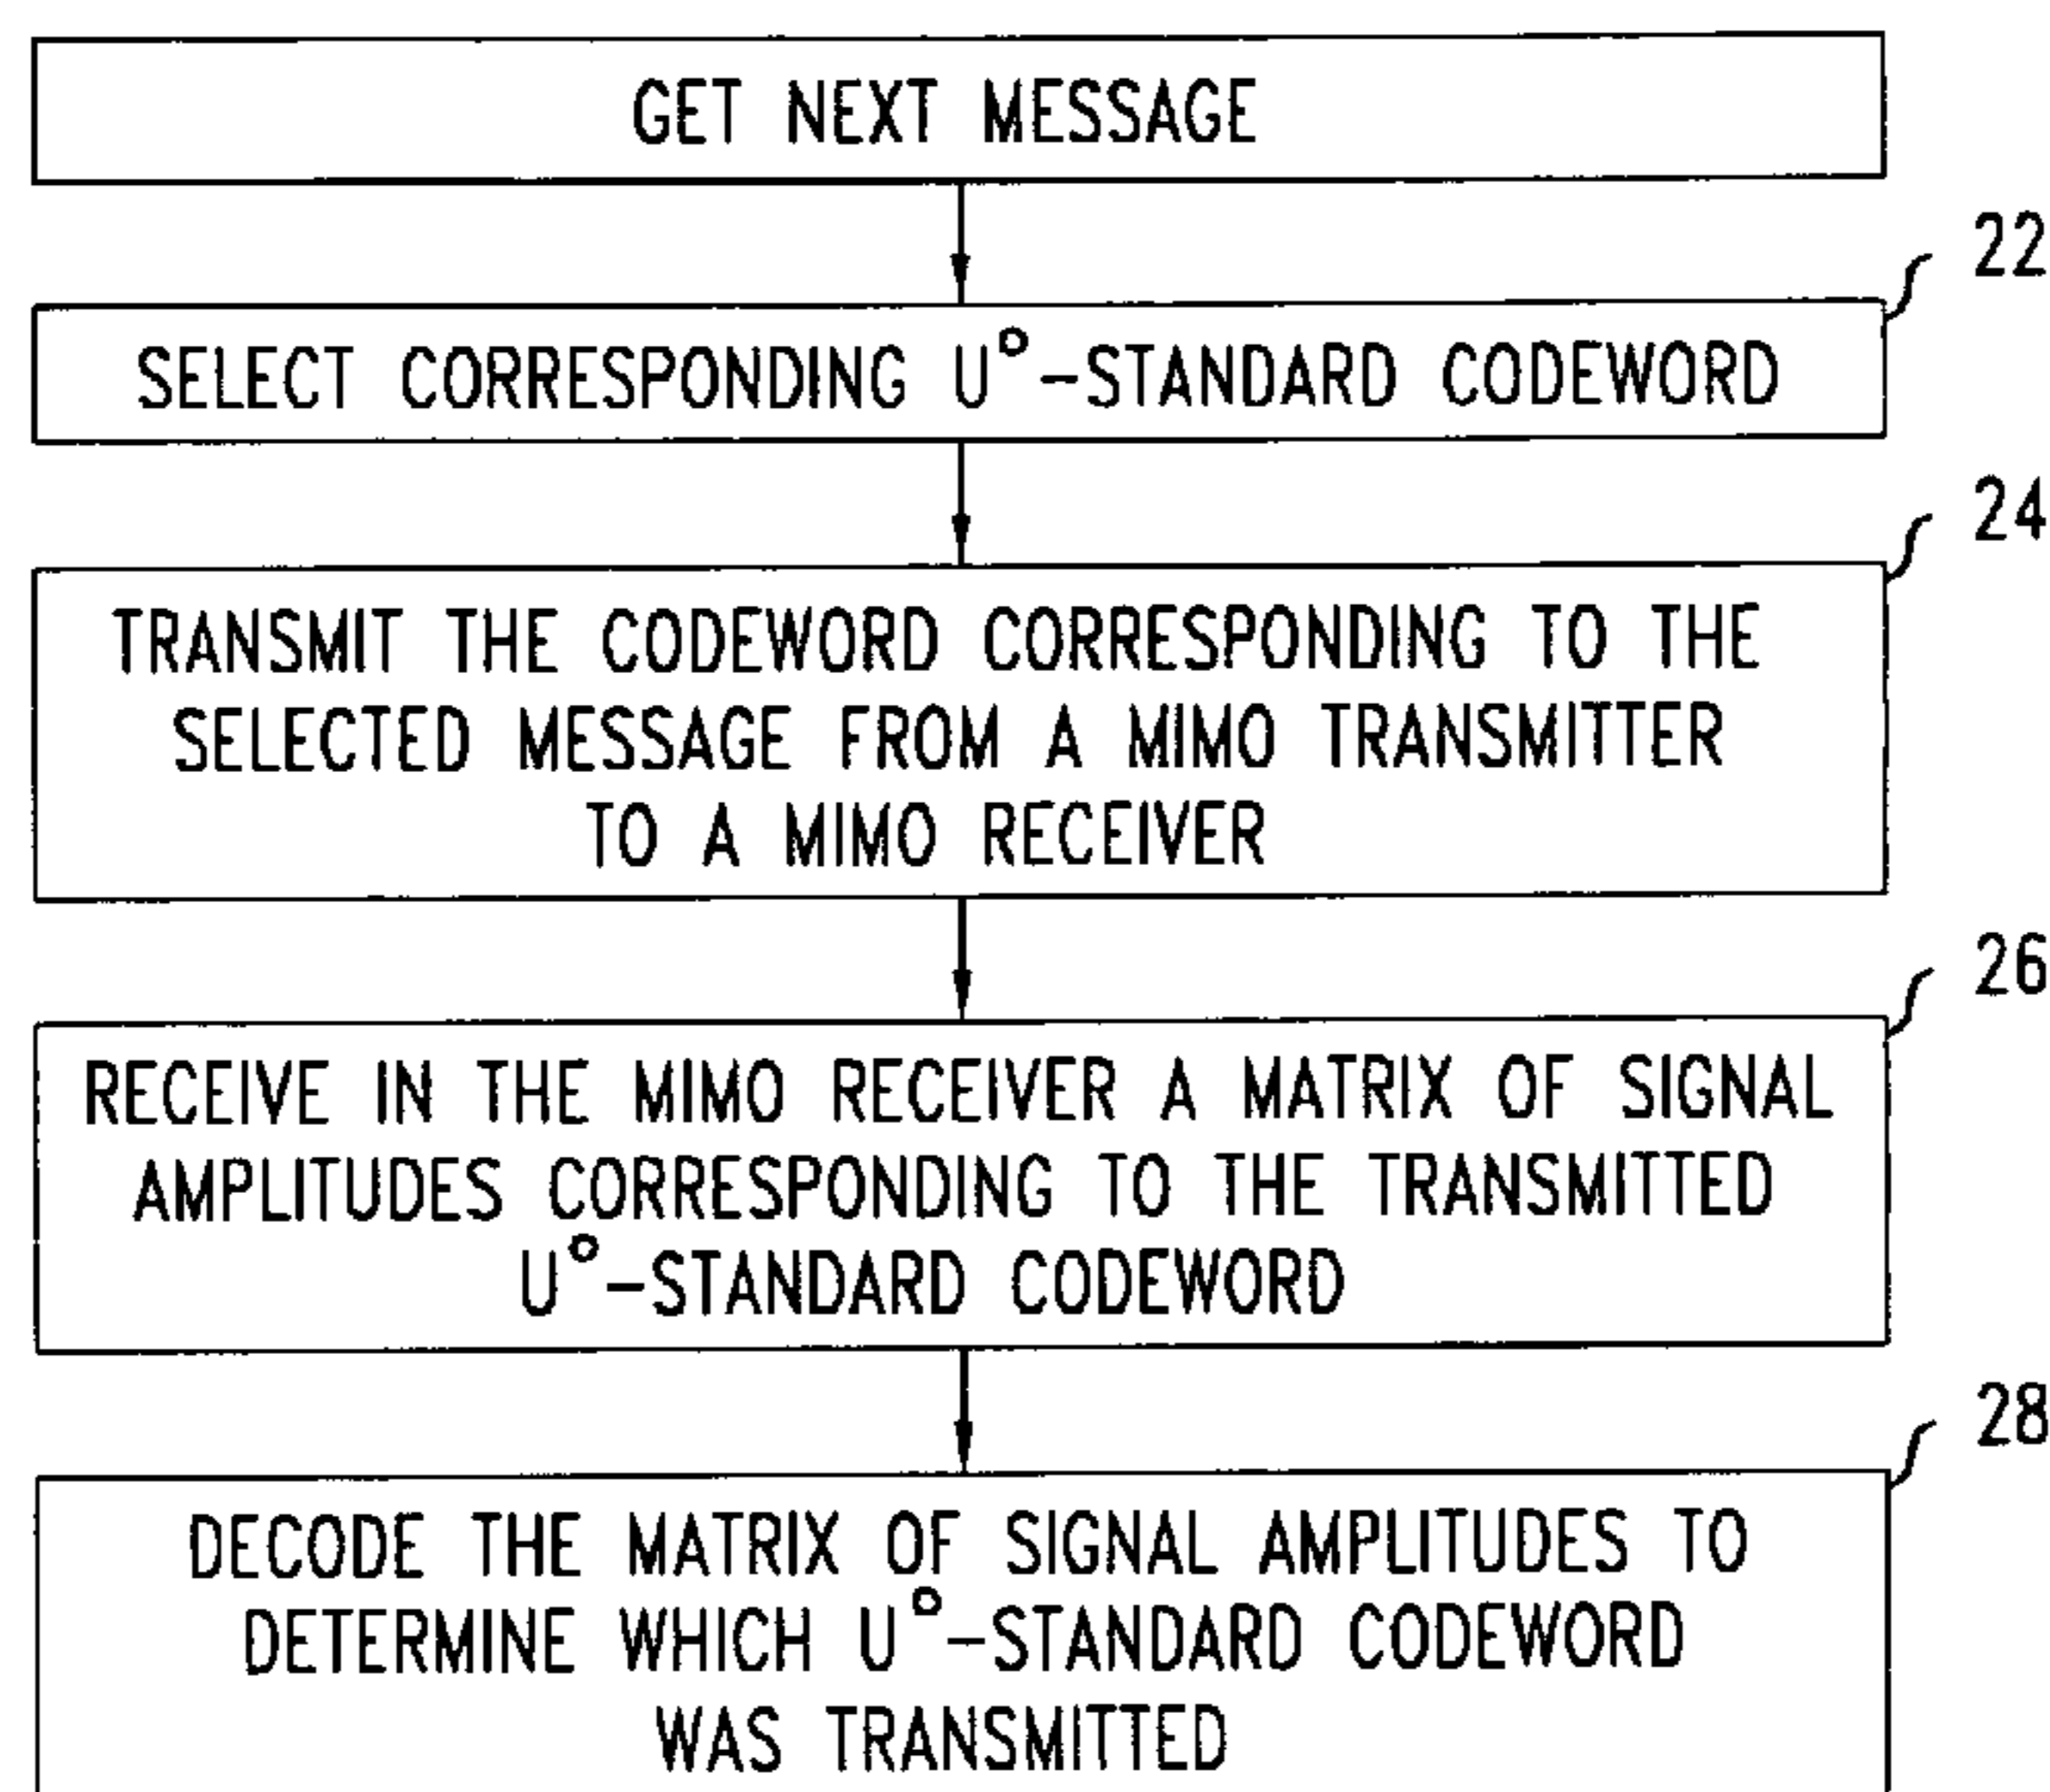 GET NEXT MESSAGE
22
SELECT CORRESPONDING U°-STANDARD CODEWORD
24
TRANSMIT THE CODEWORD CORRESPONDING TO THE
SELECTED MESSAGE FROM A MIMO TRANSMITTER
TO A MIMO RECEIVER
26
RECEIVE IN THE MIMO RECEIVER A MATRIX OF SIGNAL
AMPLITUDES CORRESPONDING TO THE TRANSMITTED
U°-STANDARD CODEWORD
28
DECODE THE MATRIX OF SIGNAL AMPLITUDES TO
DETERMINE WHICH U°-STANDARD CODEWORD
WAS TRANSMITTED